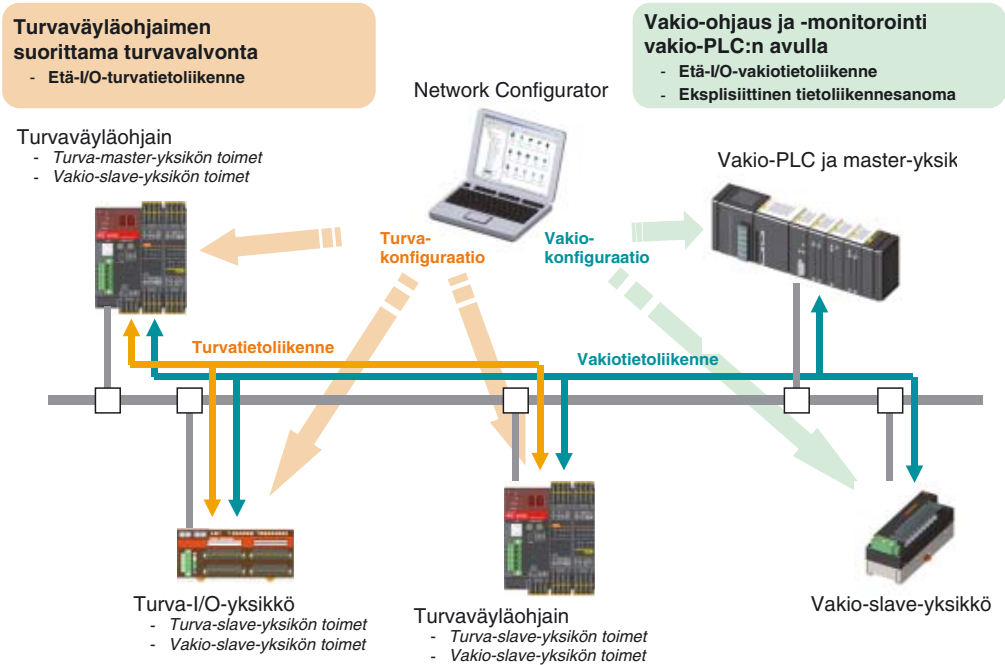 Turvaväyläohjaimen
suorittama turvavalvonta
- Etä-I/O-turvatietoliikenne
Vakio-ohjaus ja -monitorointi
vakio-PLC:n avulla
- Etä-I/O-vakiotietoliikenne
- Eksplisiittinen tietoliikennesanoma
Network Configurator
Turvaväyläohjain
- Turva-master-yksikön toimet
- Vakio-slave-yksikön toimet
Vakio-PLC ja master-yksik
Turva-
konfiguraatio
Vakio-
konfiguraatio
Turvatietoliikenne
Vakiotietoliikenne
Turva-I/O-yksikkö
- Turva-slave-yksikön toimet
- Vakio-slave-yksikön toimet
Turvaväyläohjain
- Turva-slave-yksikön toimet
- Vakio-slave-yksikön toimet
Vakio-slave-yksikkö